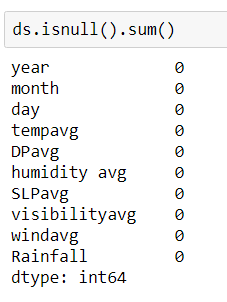 ds.isnull().sum()
year 0
month 0
day 0
tempavg 0
DPavg 0
humidity avg 0
SLPavg 0
visibilityavg 0
windavg 0
Rainfall 0
dtype: int64